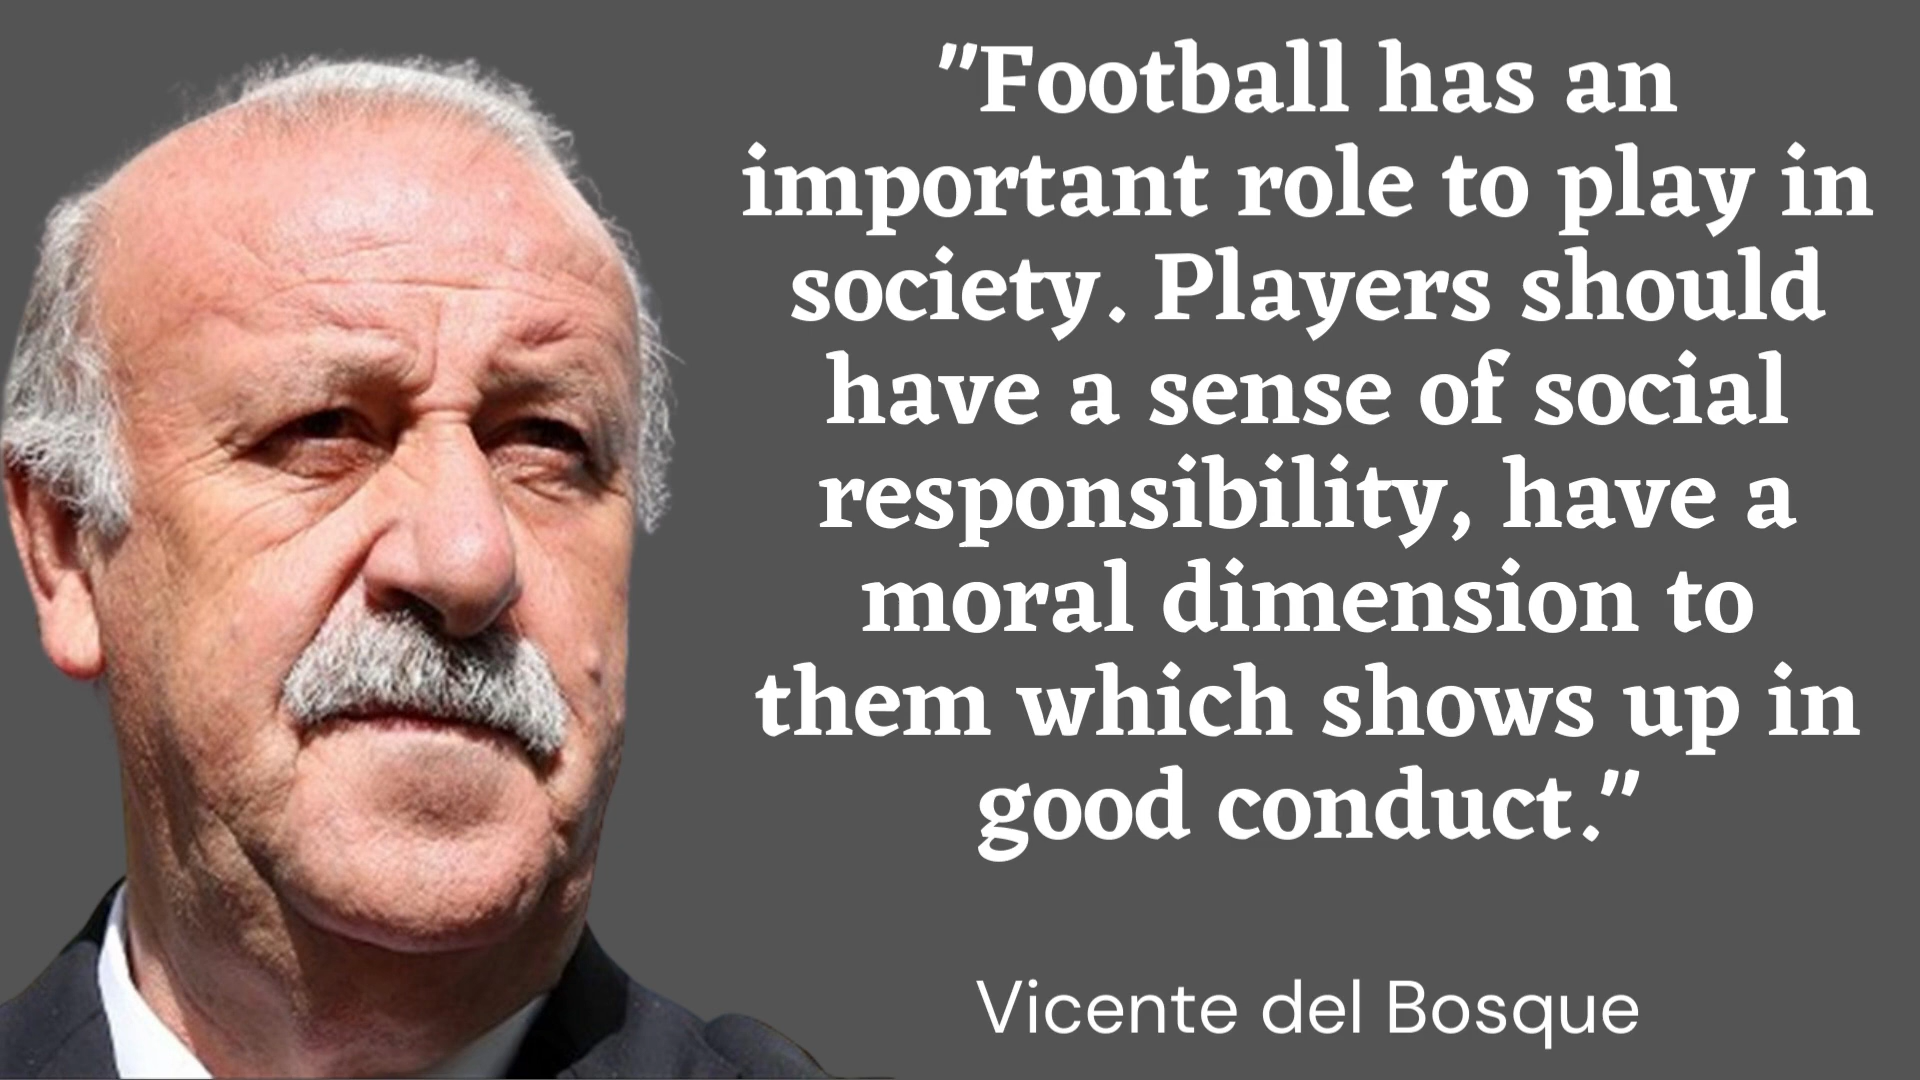 "Football has an
important role to play in
society. Players should
have a sense of social
responsibility, have a
moral dimension to
them which shows up in
good conduct."
Vicente del Bosque